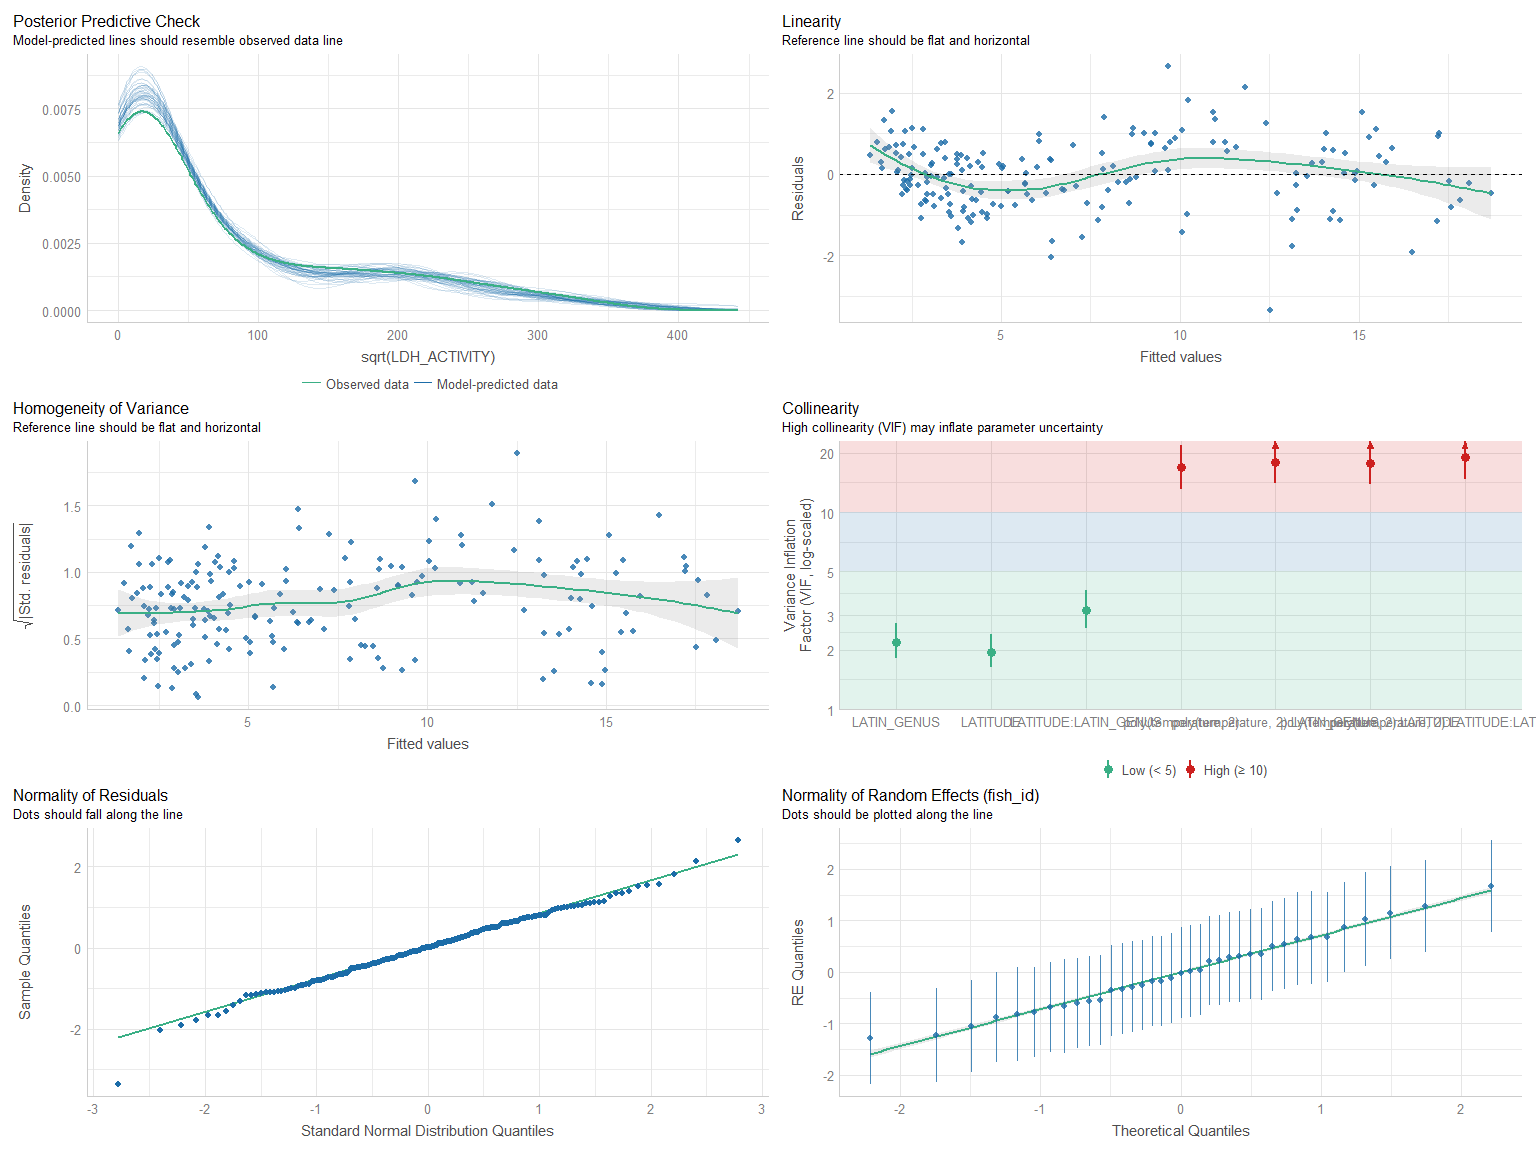 Posterior Predictive Check
Model-predicted lines should resemble observed data line
0.0075
0.0050
0.0025
0.0000
Density
0
100
200
300
400
sqrt(LDH_ACTIVITY)
Observed data
Model-predicted data
Linearity
Reference line should be flat and horizontal
2
0
-2
Residuals
5
10
15
Fitted values
Homogeneity of Variance
Reference line should be flat and horizontal
1.5
1.0
0.5
0.0
√|Std. residuals|
5
10
15
Fitted values
Collinearity
High collinearity (VIF) may inflate parameter uncertainty
20
10
5
3
2
1
Variance Inflation
Factor (VIF, log-scaled)
LATIN_GENUS
LATITUDE
LATITUDE:LATIN_GENUS
Low (< 5)
High (≥ 10)
Normality of Residuals
Dots should fall along the line
2
0
-2
Sample Quantiles
-3
-2
-1
0
1
2
3
Standard Normal Distribution Quantiles
Normality of Random Effects (fish_id)
Dots should be plotted along the line
2
1
0
-1
-2
RE Quantiles
-2
-1
0
1
2
Theoretical Quantiles